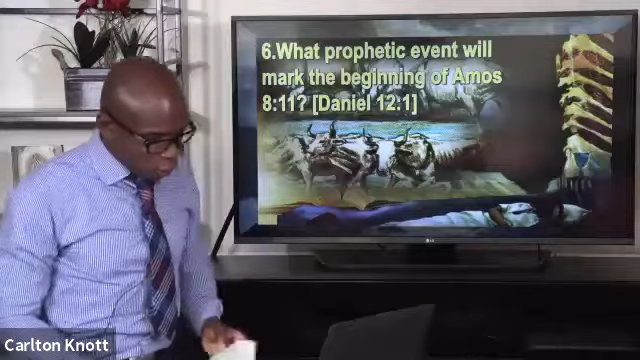 6.What prophetic event will
mark the beginning of Amos
8:11? [Daniel 12:1]
LG
Carlton Knott